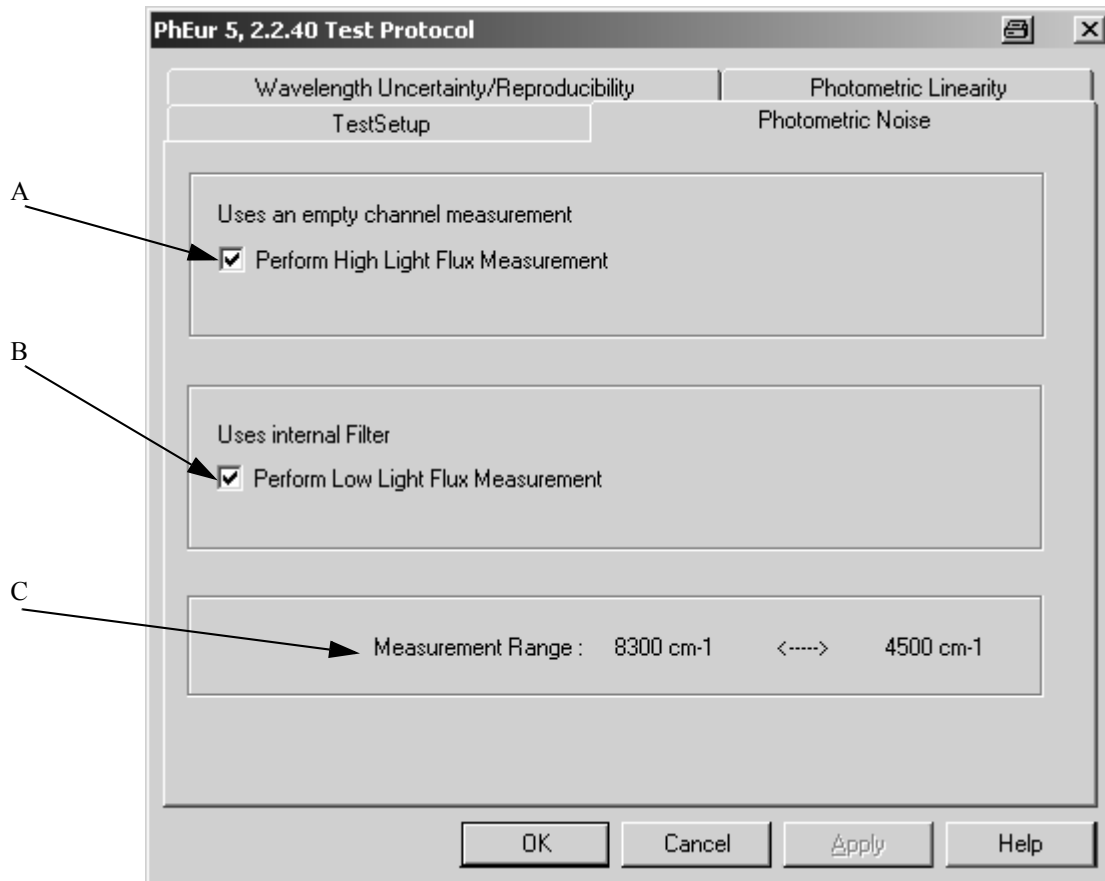 PhEur 5, 2.2.40 Test Protocol
Wavelength Uncertainty/Reproducibility
Photometric Linearity
TestSetup
Photometric Noise
A
Uses an empty channel measurement
Perform High Light Flux Measurement
B
Uses internal Filter
Perform Low Light Flux Measurement
C
Measurement Range : 8300 cm-1 <-----> 4500 cm-1
OK
Cancel
Apply
Help